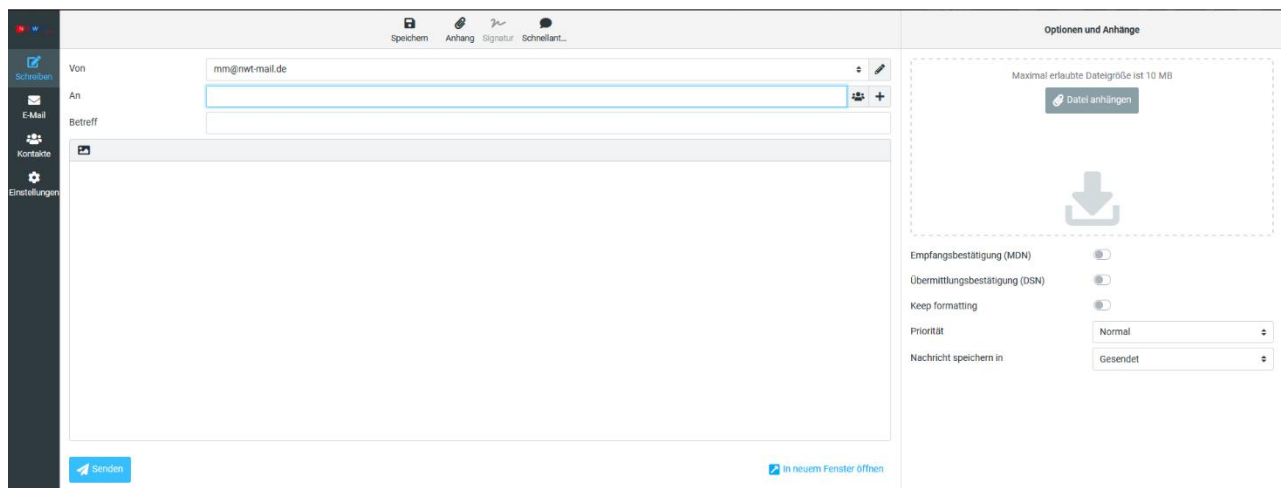 N W
Schreiben
E-Mail
Kontakte
Einstellungen
Speichern Anhang Signatur Schnellant...
Von mm@nwt-mail.de
An
Betreff
Senden
In neuem Fenster öffnen
Optionen und Anhänge
Maximal erlaubte Dateigröße ist 10 MB
Datei anhängen
Empfangsbestätigung (MDN)
Übermittlungsbestätigung (DSN)
Keep formatting
Priorität Normal
Nachricht speichern in Gesendet